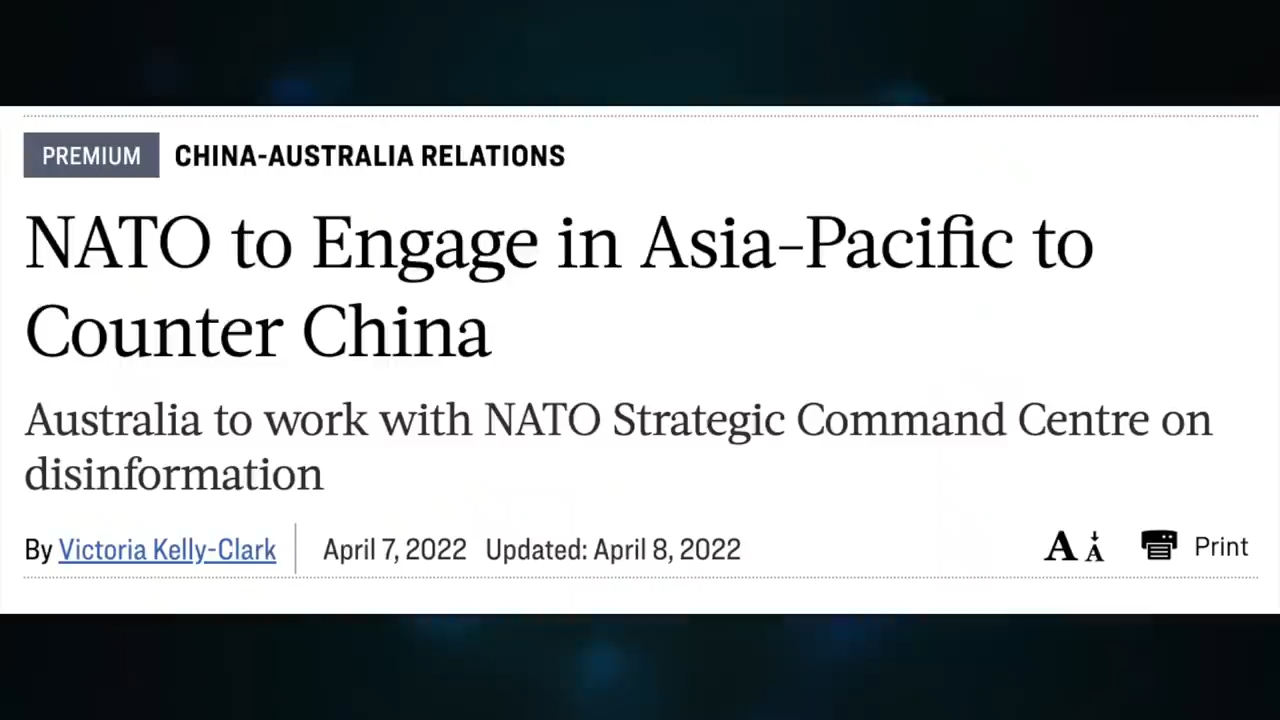 PREMIUM CHINA-AUSTRALIA RELATIONS
NATO to Engage in Asia-Pacific to
Counter China
Australia to work with NATO Strategic Command Centre on
disinformation
By Victoria Kelly-Clark April 7, 2022 Updated: April 8, 2022 A A Print